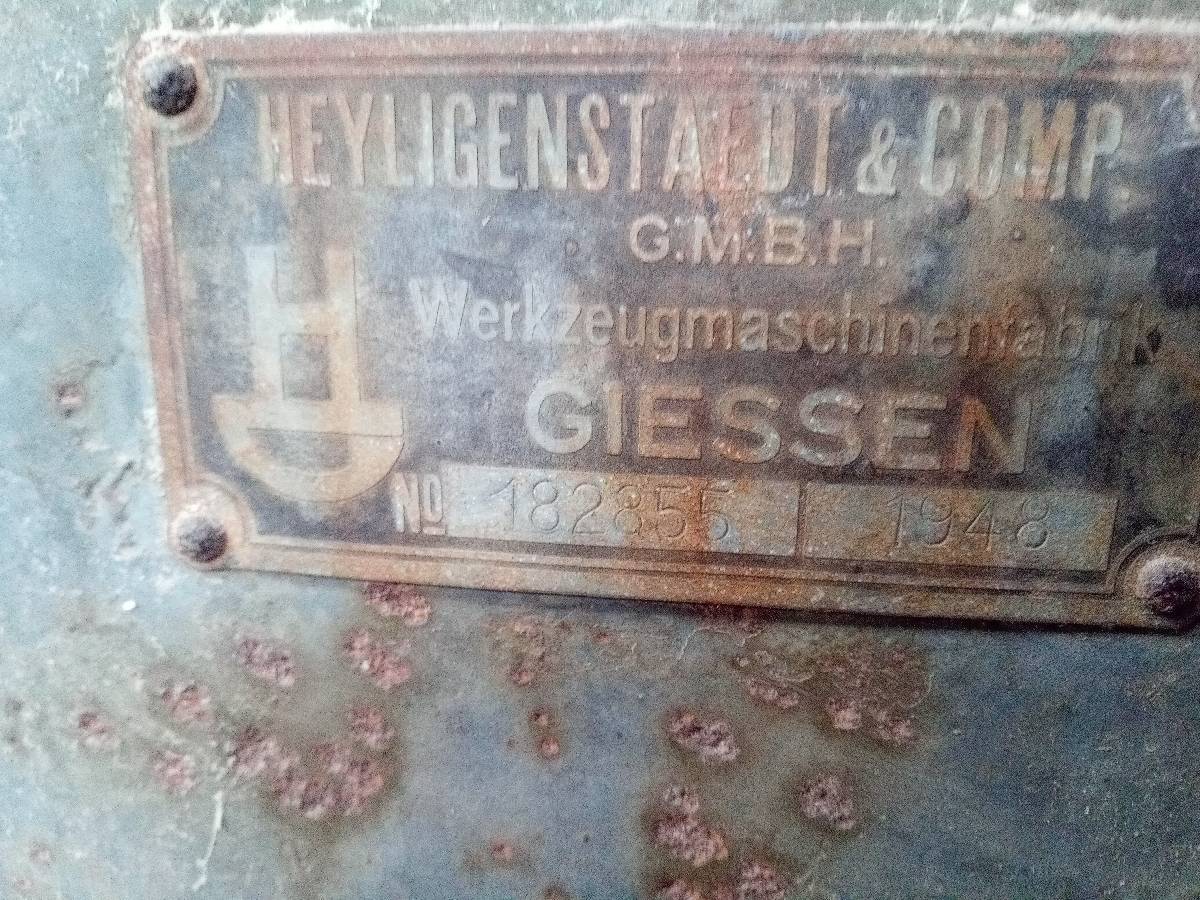 HEYLIGENSTAEDT & COMP.
G.M.B.H.
Werkzeugmaschinenfabrik
GIESSEN
NO 182855 1948